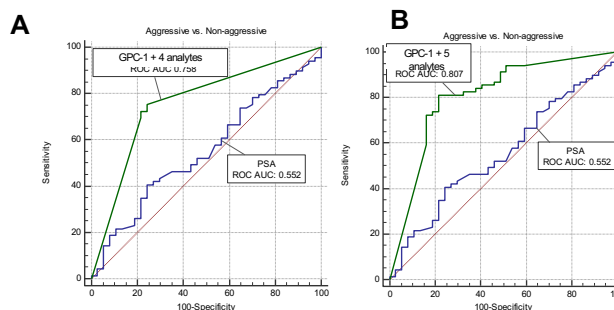 A
Aggressive vs. Non-aggressive
100
80
60
40
20
0
Sensitivity
GPC-1 + 4 analytes
ROC AUC 0.758
PSA
ROC AUC: 0.552
0 20 40 60 80 100
100-Specificity
B
Aggressive vs. Non-aggressive
100
80
60
40
20
0
Sensitivity
GPC-1 + 5
analytes
ROC AUC: 0.807
PSA
ROC AUC: 0.552
0 20 40 60 80
100-Specificity